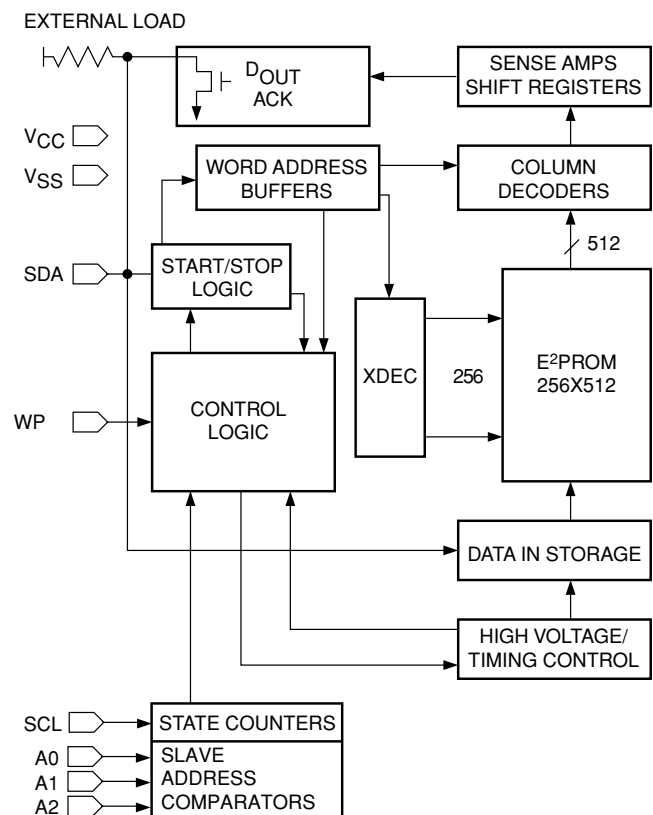 EXTERNAL LOAD
DOUT
ACK
SENSE AMPS
SHIFT REGISTERS
VCC
VSS
WORD ADDRESS
BUFFERS
COLUMN
DECODERS
512
SDA
START/STOP
LOGIC
XDEC
256
E²PROM
256X512
WP
CONTROL
LOGIC
DATA IN STORAGE
HIGH VOLTAGE/
TIMING CONTROL
SCL
STATE COUNTERS
A0
SLAVE
A1
ADDRESS
A2
COMPARATORS